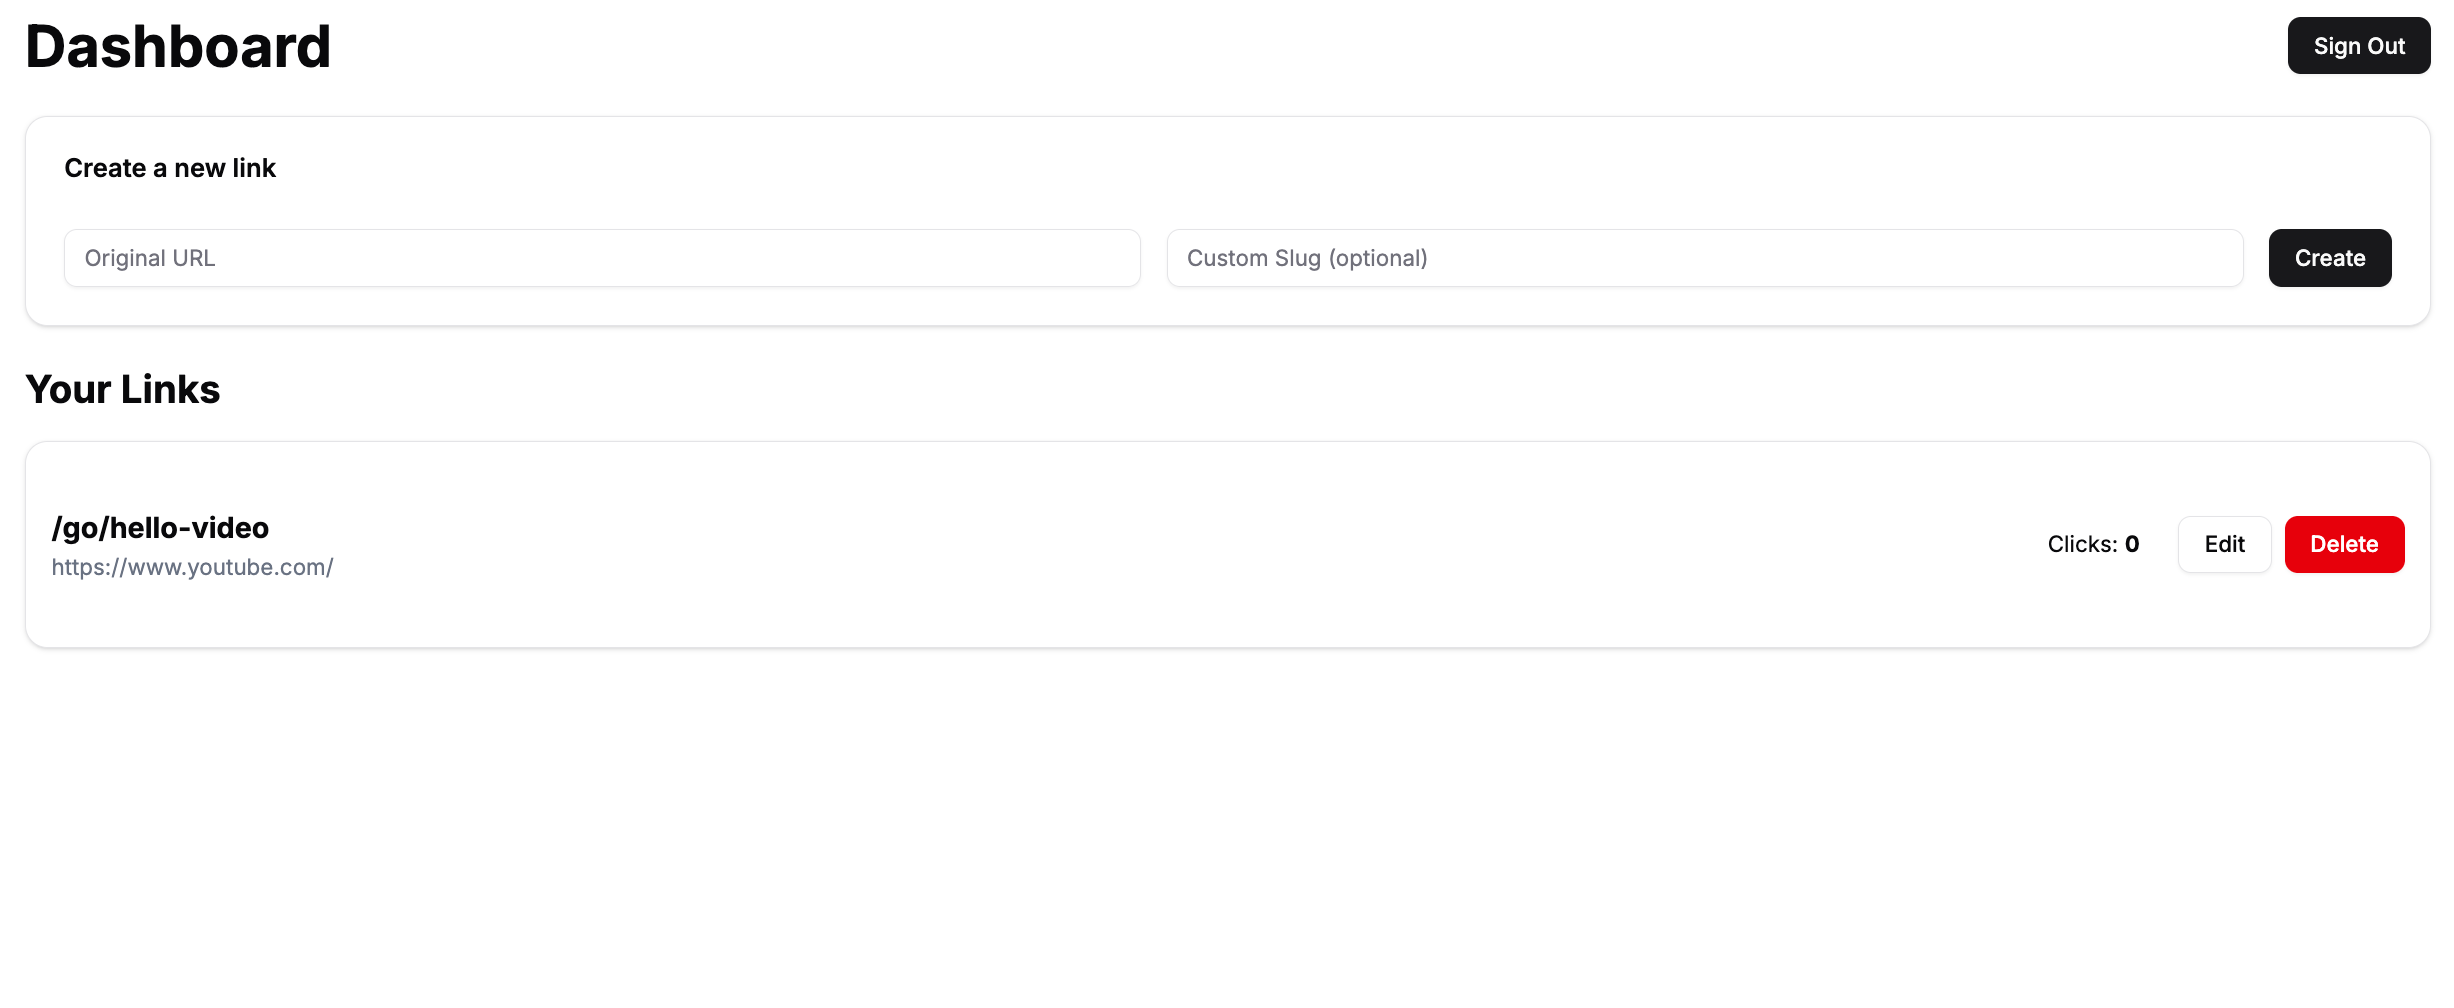 Dashboard
Sign Out
Create a new link
Original URL
Custom Slug (optional)
Create
Your Links
/go/hello-video
https://www.youtube.com/
Clicks: 0
Edit
Delete